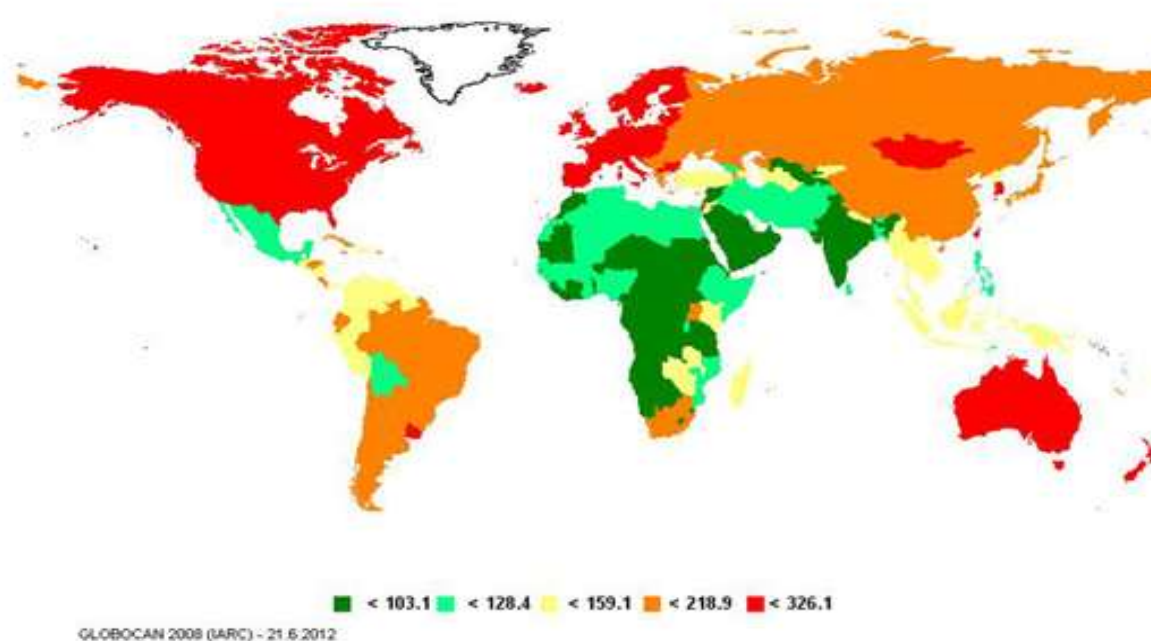 < 103.1 < 128.4 < 159.1 < 218.9 < 326.1
GLOBOCAN 2008 (IARC) - 21.6.2012